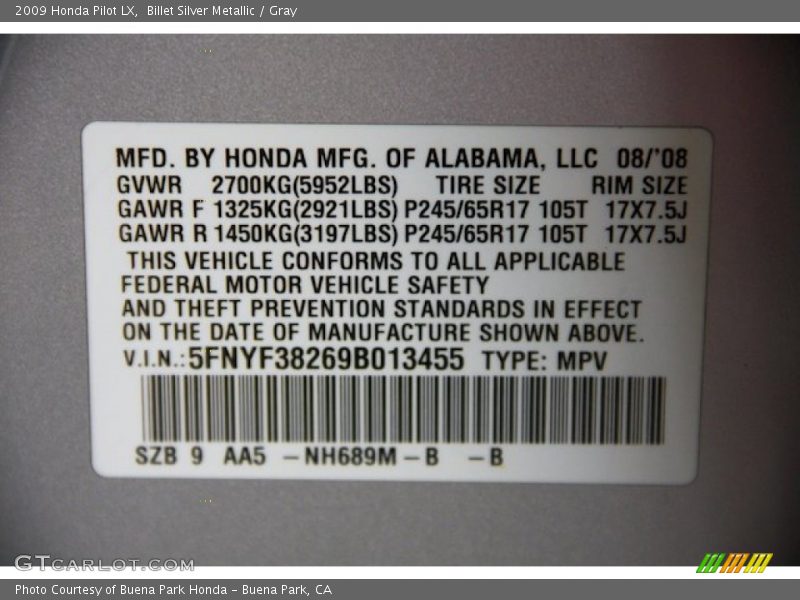 2009 Honda Pilot LX, Billet Silver Metallic / Gray
MFD. BY HONDA MFG. OF ALABAMA, LLC 08/'08
GVWR 2700KG(5952LBS) TIRE SIZE RIM SIZE
GAWR F 1325KG(2921LBS) P245/65R17 105T 17X7.5J
GAWR R 1450KG(3197LBS) P245/65R17 105T 17X7.5J
THIS VEHICLE CONFORMS TO ALL APPLICABLE
FEDERAL MOTOR VEHICLE SAFETY
AND THEFT PREVENTION STANDARDS IN EFFECT
ON THE DATE OF MANUFACTURE SHOWN ABOVE.
V.I.N.: 5FNYF38269B013455 TYPE: MPV
SZB 9 AA5 – NH689M – B – B
GTCARLOT.COM
Photo Courtesy of Buena Park Honda - Buena Park, CA